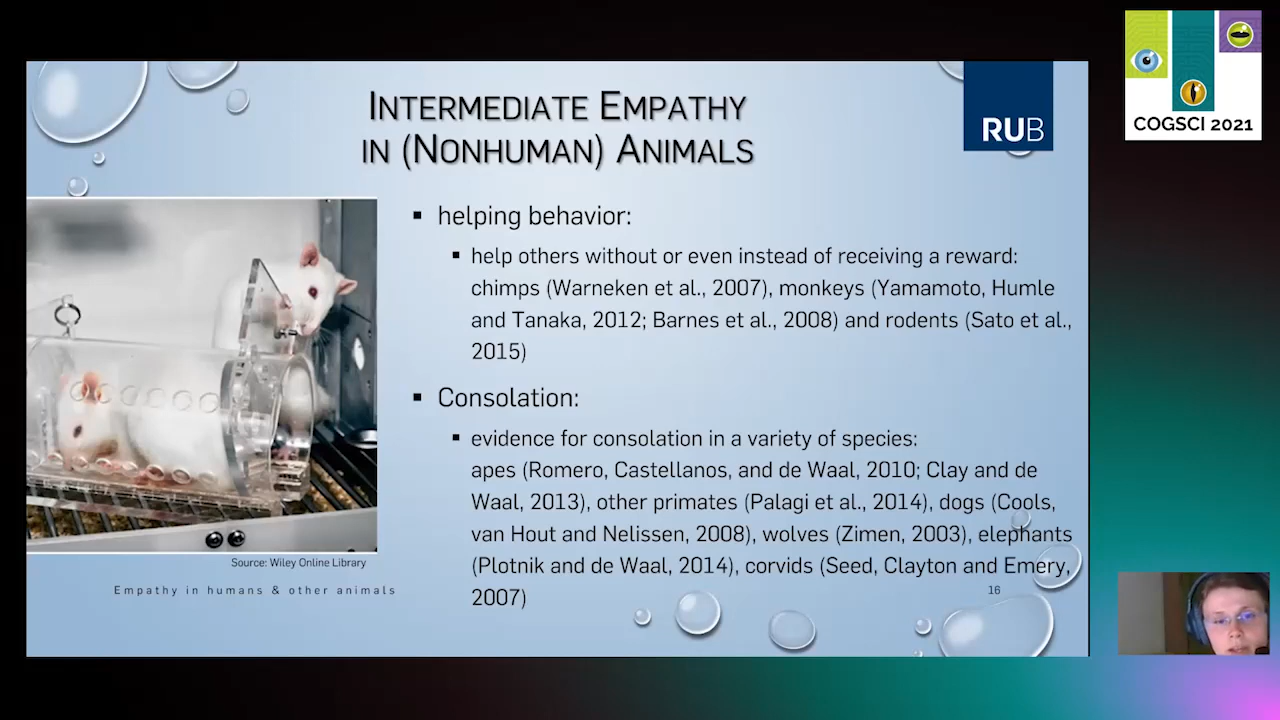 INTERMEDIATE EMPATHY
IN (NONHUMAN) ANIMALS
RUB
COGSCI 2021
▪ helping behavior:
▪ help others without or even instead of receiving a reward:
chimps (Warneken et al., 2007), monkeys (Yamamoto, Humle
and Tanaka, 2012; Barnes et al., 2008) and rodents (Sato et al.,
2015)
▪ Consolation:
▪ evidence for consolation in a variety of species:
apes (Romero, Castellanos, and de Waal, 2010; Clay and de
Waal, 2013), other primates (Palagi et al., 2014), dogs (Cools,
van Hout and Nelissen, 2008), wolves (Zimen, 2003), elephants
(Plotnik and de Waal, 2014), corvids (Seed, Clayton and Emery,
2007)
Source: Wiley Online Library
Empathy in humans & other animals
16